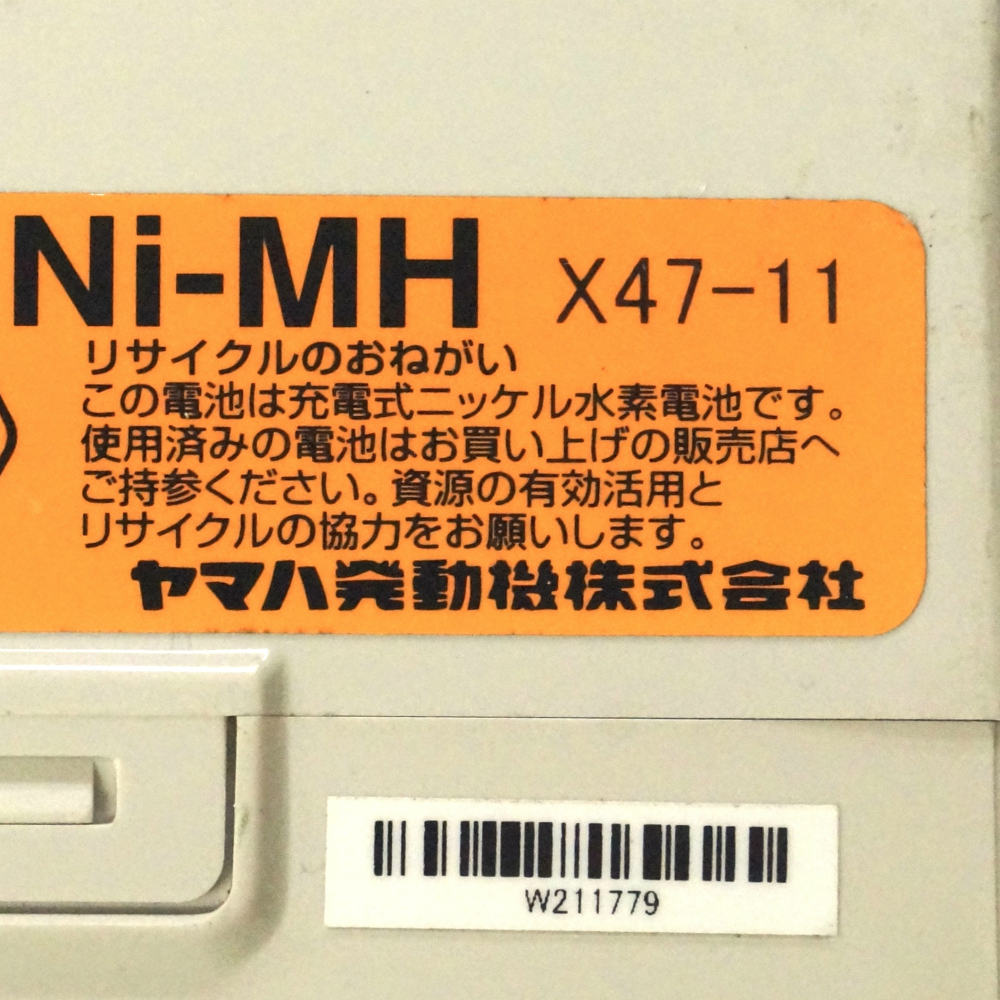 Ni-MH X47-11
リサイクルのおねがい
この電池は充電式ニッケル水素電池です。
使用済みの電池はお買い上げの販売店へ
ご持参ください。資源の有効活用と
リサイクルの協力をお願いします。
ヤマハ発動機株式会社
W211779